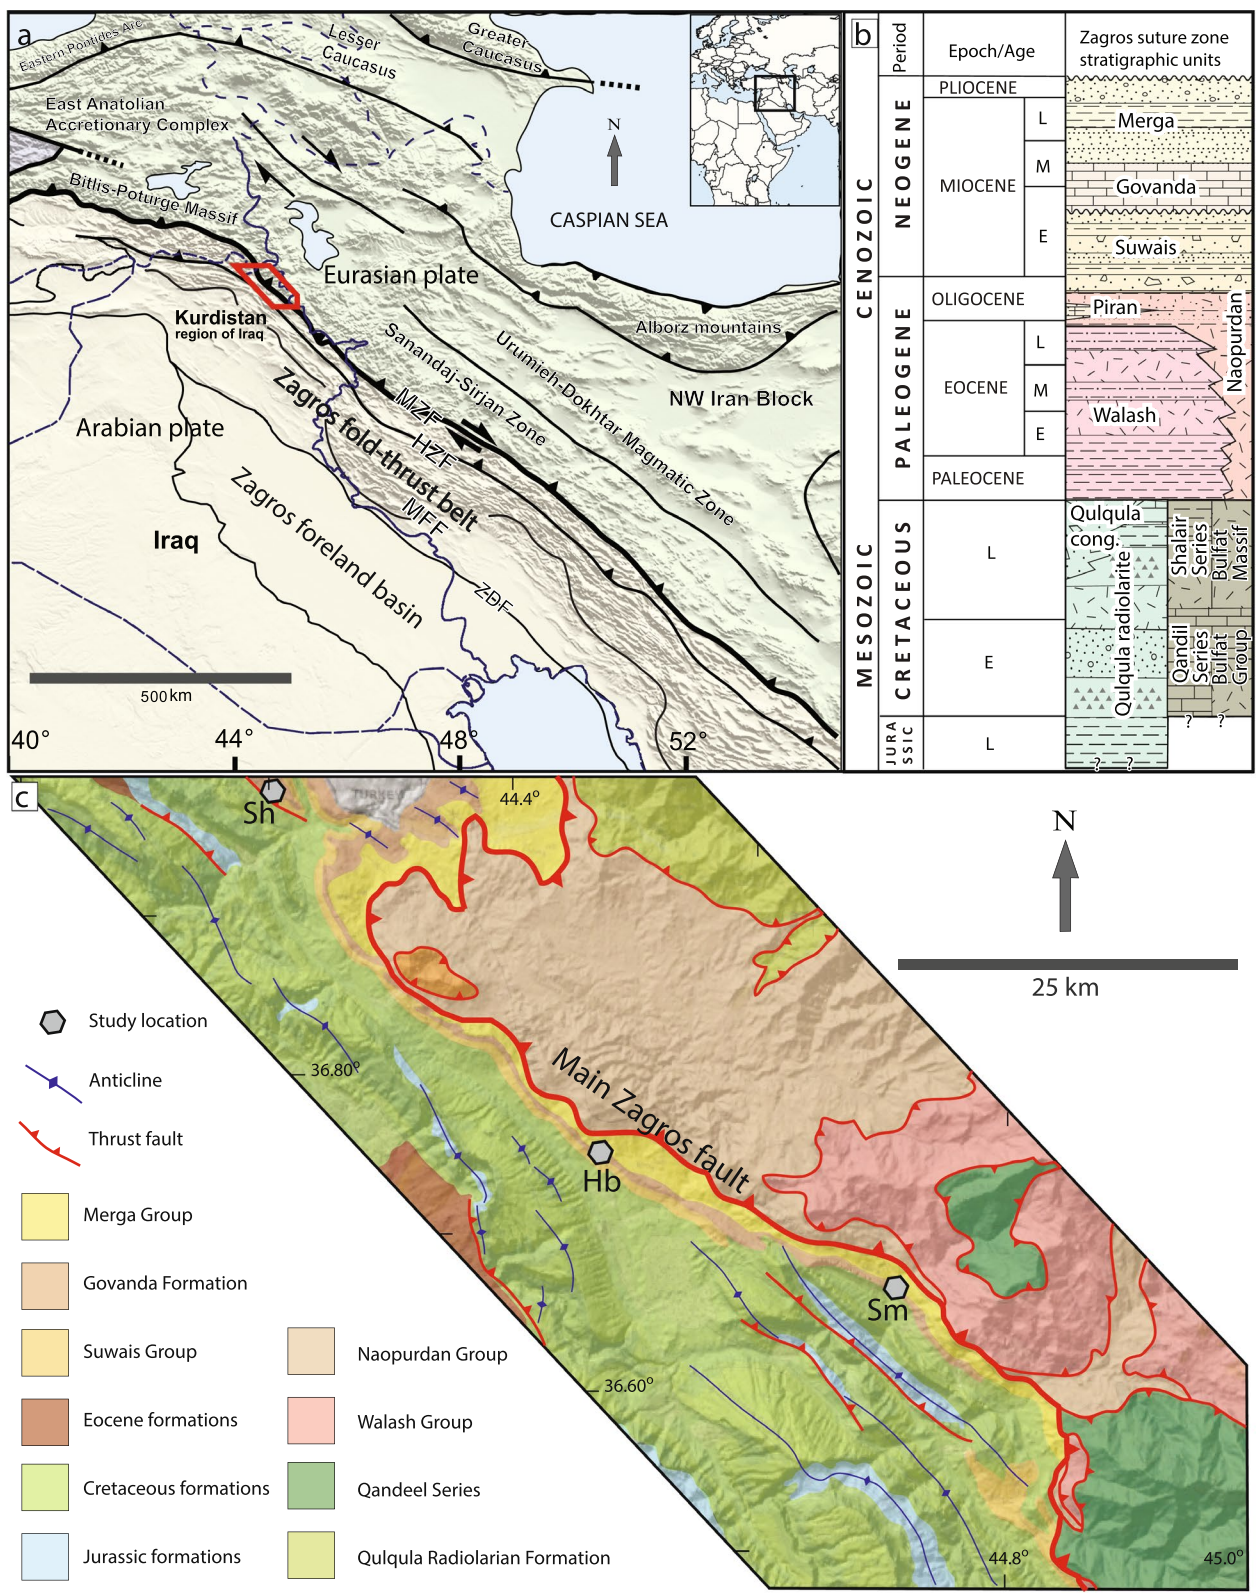 a
Eastern Pontides Arc
Lesser
Caucasus
Greater
Caucasus
East Anatolian
Accretionary Complex
Bitlis-Poturge Massif
N
CASPIAN SEA
Eurasian plate
Kurdistan
region of Iraq
Alborz mountains
Sanandaj-Sirjan Zone
Urumieh-Dokhtar Magmatic Zone
NW Iran Block
Arabian plate
Zagros fold-thrust belt
MZF
HZF
MFF
ZDF
Zagros foreland basin
Iraq
500 km
40°
44°
48°
52°
b
Period
Epoch/Age
Zagros suture zone
stratigraphic units
CENOZOIC
MESOZOIC
NEOGENE
PALEOGENE
CRETACEOUS
JURA
SSIC
PLIOCENE
MIOCENE
L
M
E
OLIGOCENE
EOCENE
L
M
E
PALEOCENE
L
E
L
Merga
Govanda
Suwais
Piran
Naopurdan
Walash
Qulqula
cong.
Qulqula radiolarite
Shalair
Series
Bulfat
Massif
Qandil
Series
Bulfat
Group
? ?
? ?
c
Sh
TURKEY
44.4°
N
25 km
Main Zagros fault
Hb
Sm
36.80°
36.60°
44.8°
45.0°
Study location
Anticline
Thrust fault
Merga Group
Govanda Formation
Suwais Group
Eocene formations
Cretaceous formations
Jurassic formations
Naopurdan Group
Walash Group
Qandeel Series
Qulqula Radiolarian Formation